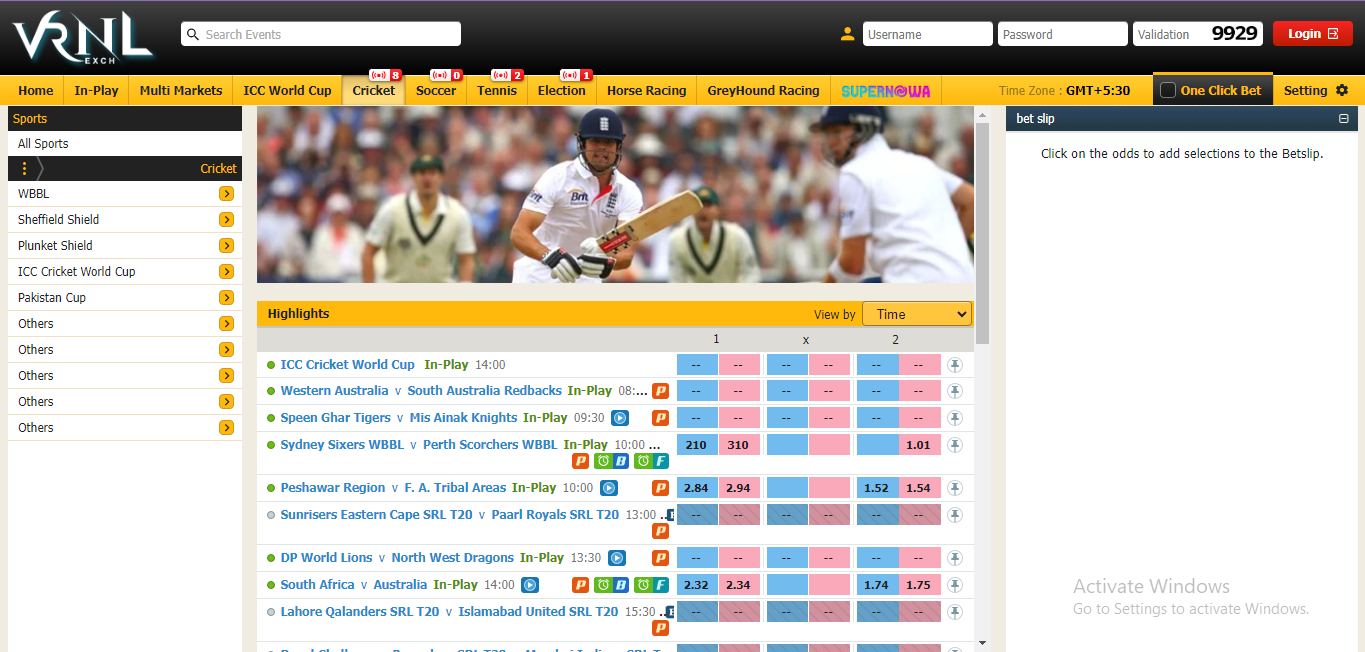 VRNL
EXCH
Search Events
Username
Password
Validation 9929
Login
8 0 2 1
Home In-Play Multi Markets ICC World Cup Cricket Soccer Tennis Election Horse Racing GreyHound Racing SUPERNOWA Time Zone : GMT+5:30 One Click Bet Setting
Sports
All Sports
Cricket
WBBL
Sheffield Shield
Plunket Shield
ICC Cricket World Cup
Pakistan Cup
Others
Others
Others
Others
Others
Brit
Highlights View by Time
1 x 2
ICC Cricket World Cup In-Play 14:00 -- -- -- -- -- --
Western Australia v South Australia Redbacks In-Play 08:... P -- -- -- -- -- --
Speen Ghar Tigers v Mis Ainak Knights In-Play 09:30 P -- -- -- -- -- --
Sydney Sixers WBBL v Perth Scorchers WBBL In-Play 10:00 ... 210 310 1.01
P B F
Peshawar Region v F. A. Tribal Areas In-Play 10:00 P 2.84 2.94 1.52 1.54
Sunrisers Eastern Cape SRL T20 v Paarl Royals SRL T20 13:00 .. -- -- -- -- -- --
P
DP World Lions v North West Dragons In-Play 13:30 P -- -- -- -- -- --
South Africa v Australia In-Play 14:00 P B F 2.32 2.34 1.74 1.75
Lahore Qalanders SRL T20 v Islamabad United SRL T20 15:30 .. -- -- -- -- -- --
P
bet slip
Click on the odds to add selections to the Betslip.
Activate Windows
Go to Settings to activate Windows.